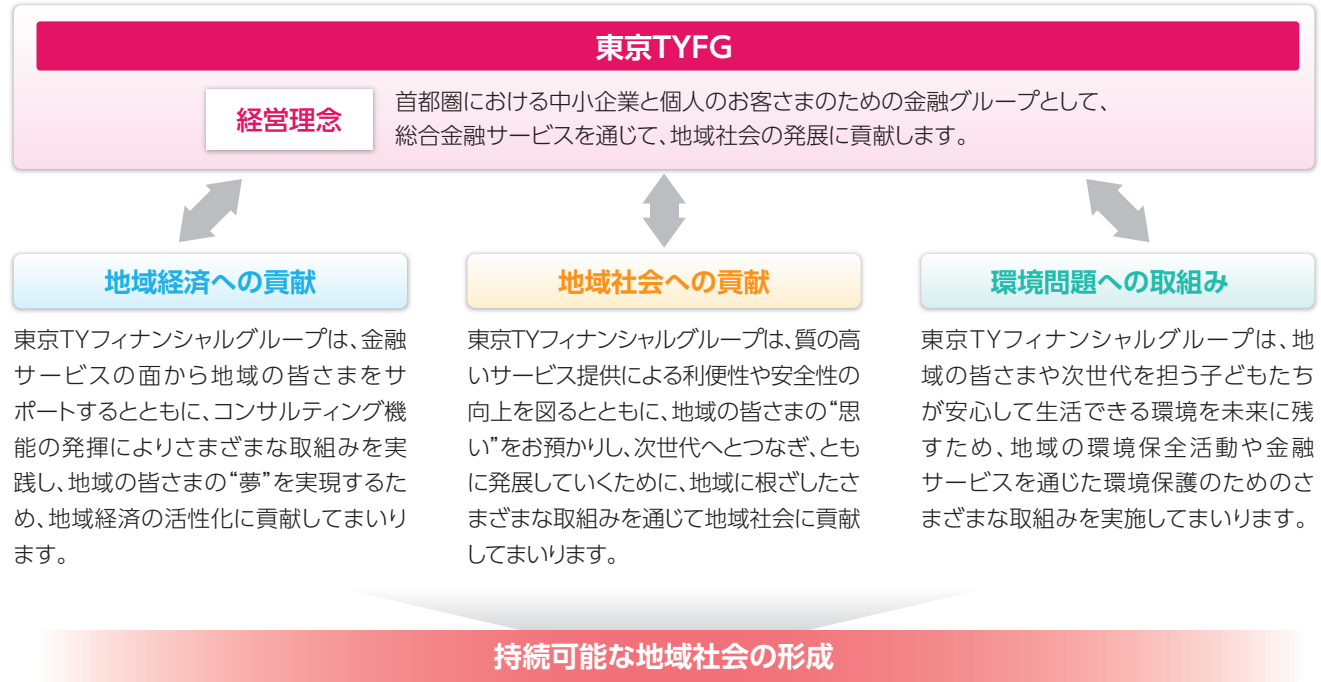 東京TYFG
経営理念
首都圏における中小企業と個人のお客さまのための金融グループとして、
総合金融サービスを通じて、地域社会の発展に貢献します。
地域経済への貢献
東京TYフィナンシャルグループは、金融
サービスの面から地域の皆さまをサ
ポートするとともに、コンサルティング機
能の発揮によりさまざまな取組みを実
践し、地域の皆さまの“夢”を実現するた
め、地域経済の活性化に貢献してまいり
ます。
地域社会への貢献
東京TYフィナンシャルグループは、質の高
いサービス提供による利便性や安全性の
向上を図るとともに、地域の皆さまの“思
い”をお預かりし、次世代へとつなぎ、とも
に発展していくために、地域に根ざしたさ
まざまな取組みを通じて地域社会に貢献
してまいります。
環境問題への取組み
東京TYフィナンシャルグループは、地
域の皆さまや次世代を担う子どもたち
が安心して生活できる環境を未来に残
すため、地域の環境保全活動や金融
サービスを通じた環境保護のためのさ
まざまな取組みを実施してまいります。
持続可能な地域社会の形成